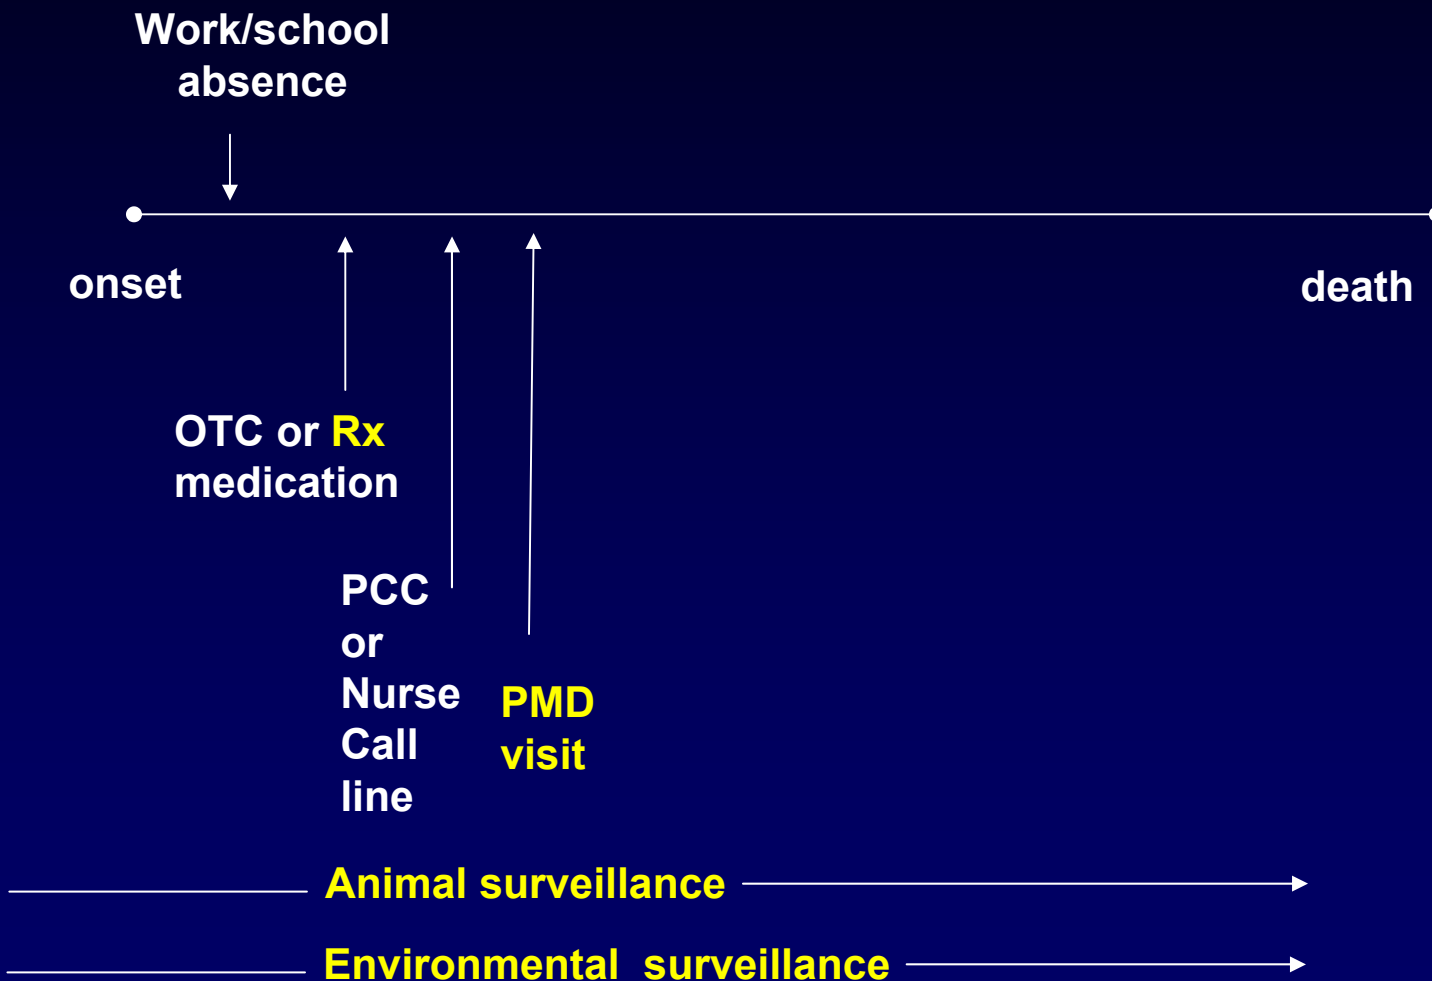 Work/school
absence
onset
death
OTC or Rx
medication
PCC
or
Nurse
Call
line
PMD
visit
Animal surveillance
Environmental surveillance